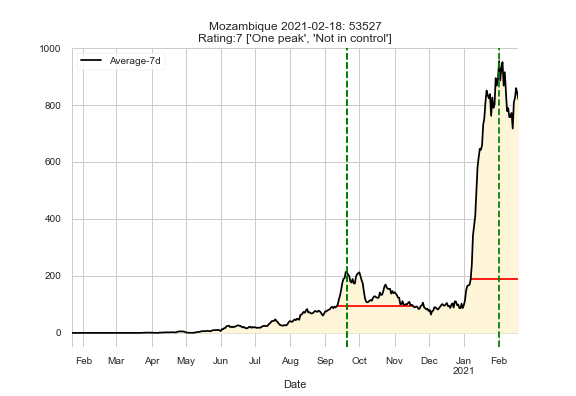 Mozambique 2021-02-18: 53527
Rating:7 ['One peak', 'Not in control']
Average-7d
1000
800
600
400
200
0
Feb Mar Apr May Jun Jul Aug Sep Oct Nov Dec Jan Feb
2021
Date